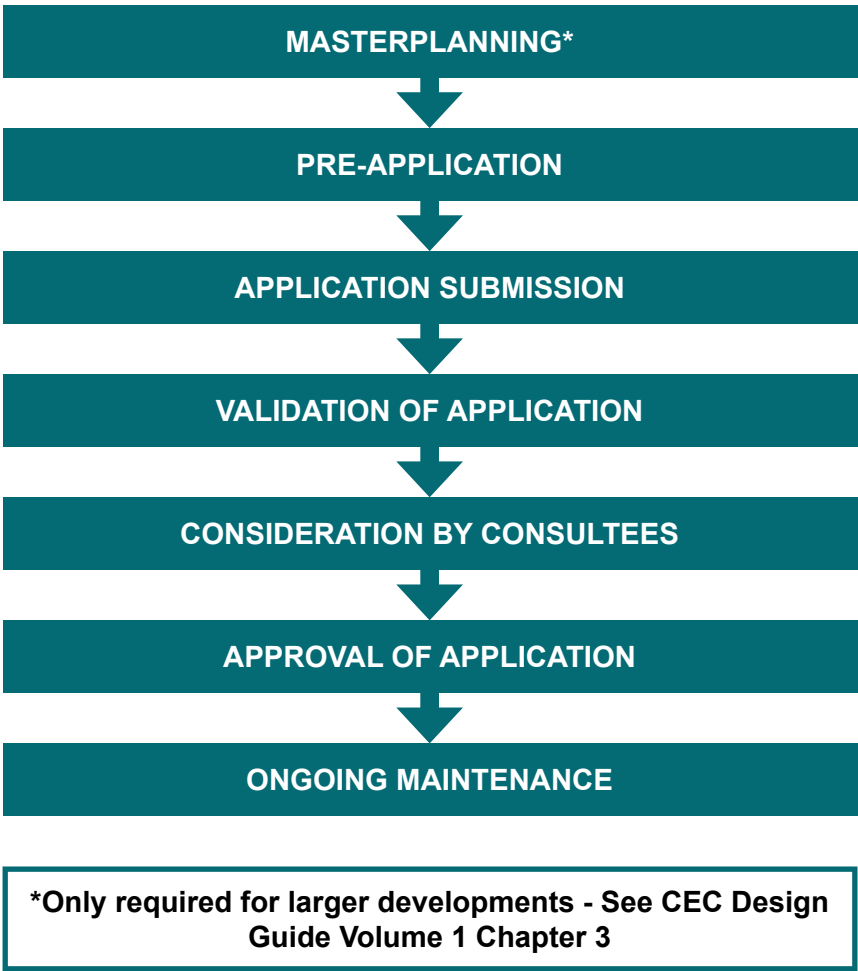 MASTERPLANNING*
PRE-APPLICATION
APPLICATION SUBMISSION
VALIDATION OF APPLICATION
CONSIDERATION BY CONSULTEES
APPROVAL OF APPLICATION
ONGOING MAINTENANCE
*Only required for larger developments - See CEC Design
Guide Volume 1 Chapter 3